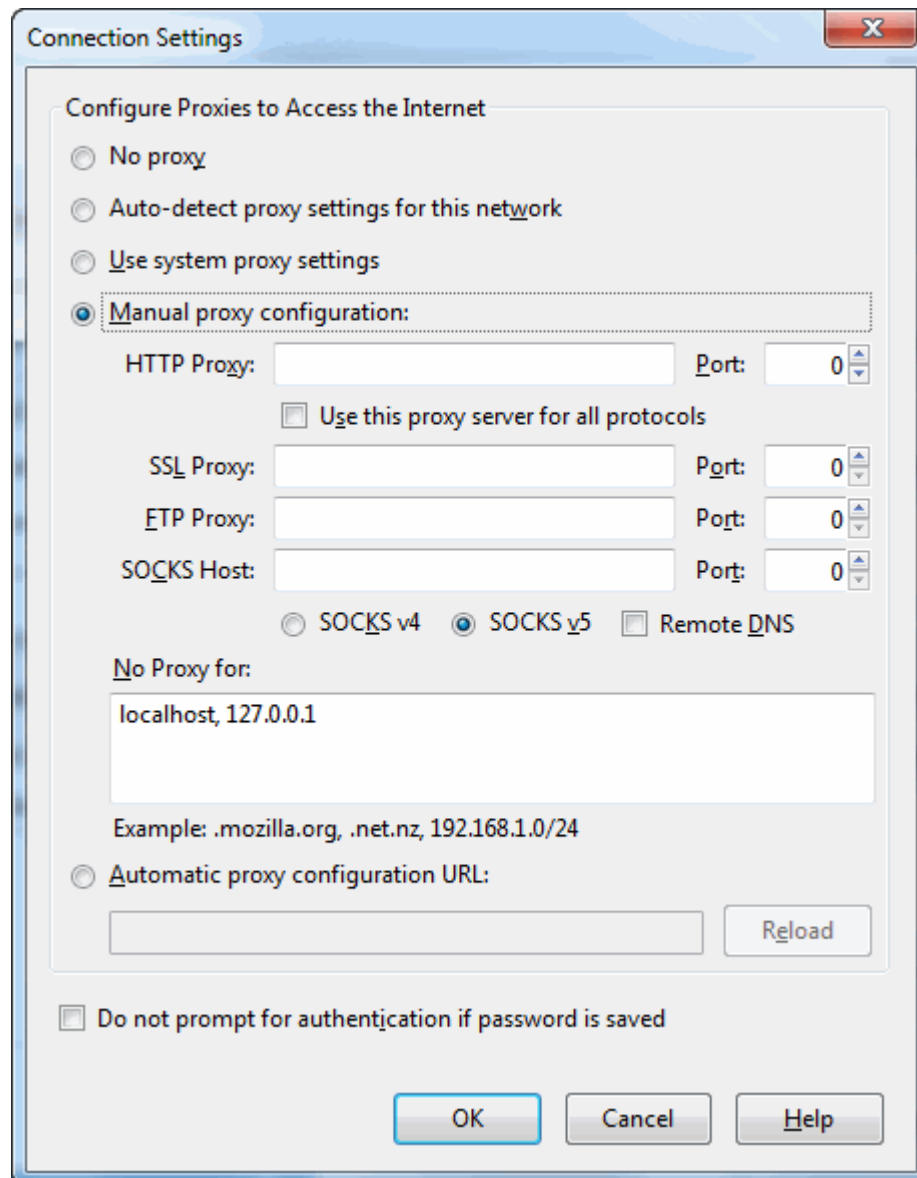 Connection Settings
Configure Proxies to Access the Internet
No proxy
Auto-detect proxy settings for this network
Use system proxy settings
Manual proxy configuration:
HTTP Proxy: Port: 0
Use this proxy server for all protocols
SSL Proxy: Port: 0
FTP Proxy: Port: 0
SOCKS Host: Port: 0
SOCKS v4 SOCKS v5 Remote DNS
No Proxy for:
localhost, 127.0.0.1
Example: .mozilla.org, .net.nz, 192.168.1.0/24
Automatic proxy configuration URL:
Reload
Do not prompt for authentication if password is saved
OK Cancel Help